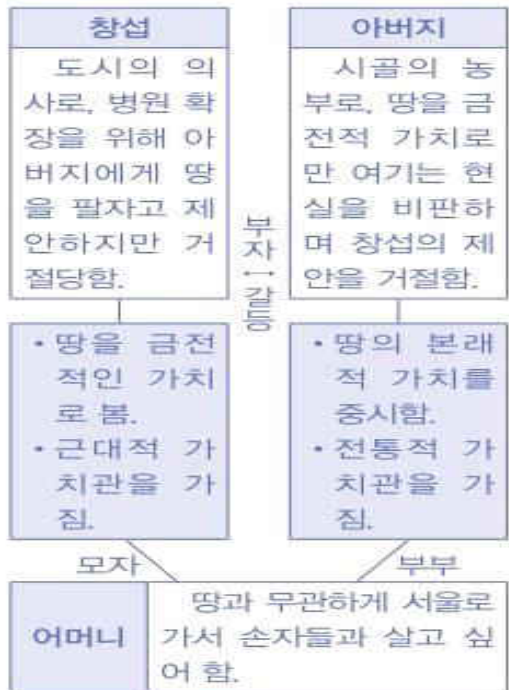 창섭
도시의 의
사로, 병원 확
장을 위해 아
버지에게 땅
을 팔자고 제
안하지만 거
절당함.
부자↔갈등
아버지
시골의 농
부로, 땅을 금
전적 가치로
만 여기는 현
실을 비판하
며 창섭의 제
안을 거절함.
• 땅을 금전
적인 가치
로 봄.
• 근대적 가
치관을 가
짐.
• 땅의 본래
적 가치를
중시함.
• 전통적 가
치관을 가
짐.
모자
부부
어머니
땅과 무관하게 서울로
가서 손자들과 살고 싶
어 함.